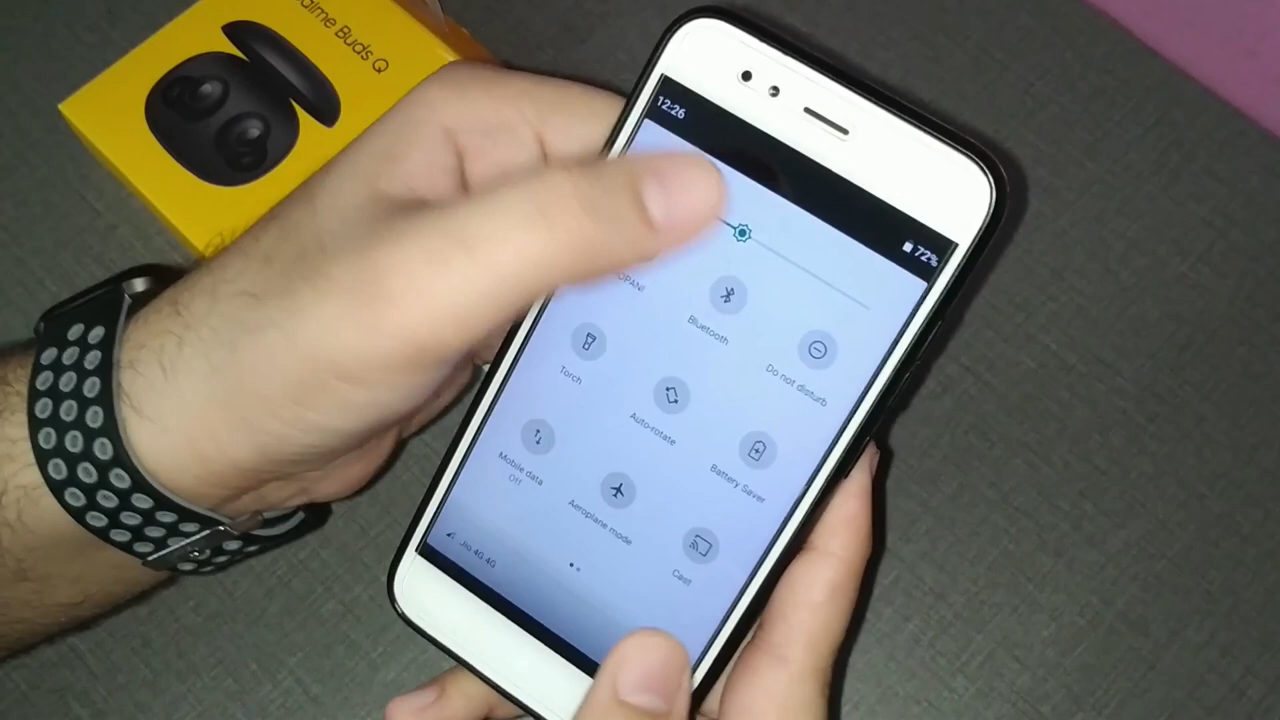 realme Buds Q
12:26
72%
OPANI
Bluetooth
Do not disturb
Torch
Auto-rotate
Battery Saver
Mobile data
Off
Aeroplane mode
Cast
Jio 4G 4G